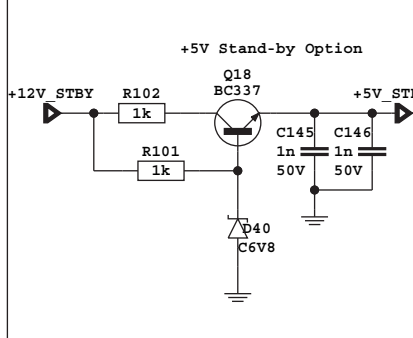 +5V Stand-by Option
Q18
BC337
+12V_STBY
R102
1k
+5V_STB
C145
1n
50V
C146
1n
50V
R101
1k
D40
C6V8